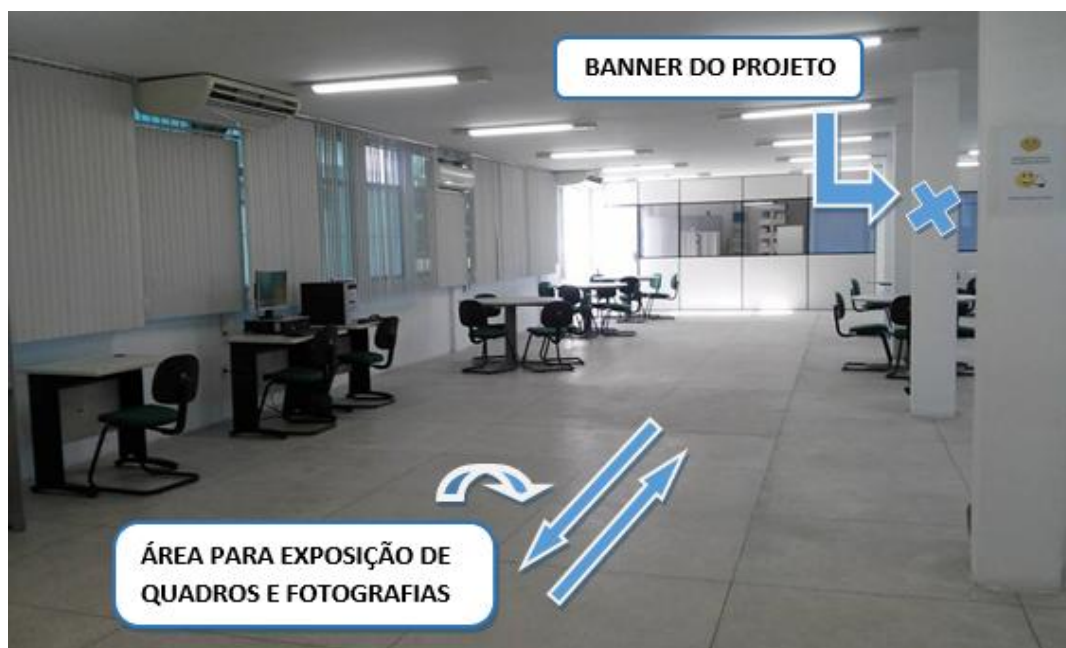 BANNER DO PROJETO
ÁREA PARA EXPOSIÇÃO DE
QUADROS E FOTOGRAFIAS